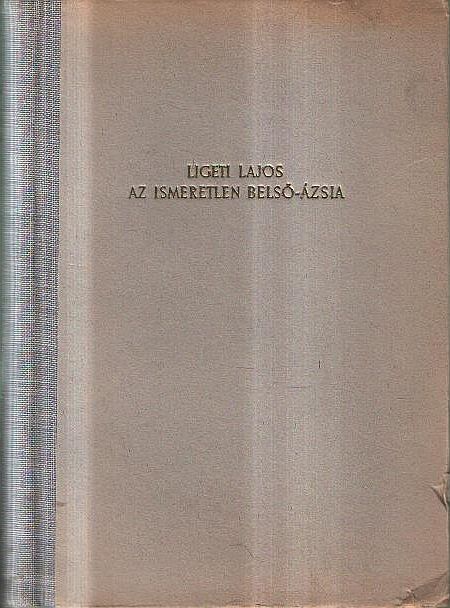 LIGETI LAJOS
AZ ISMERETLEN BELSŐ-ÁZSIA